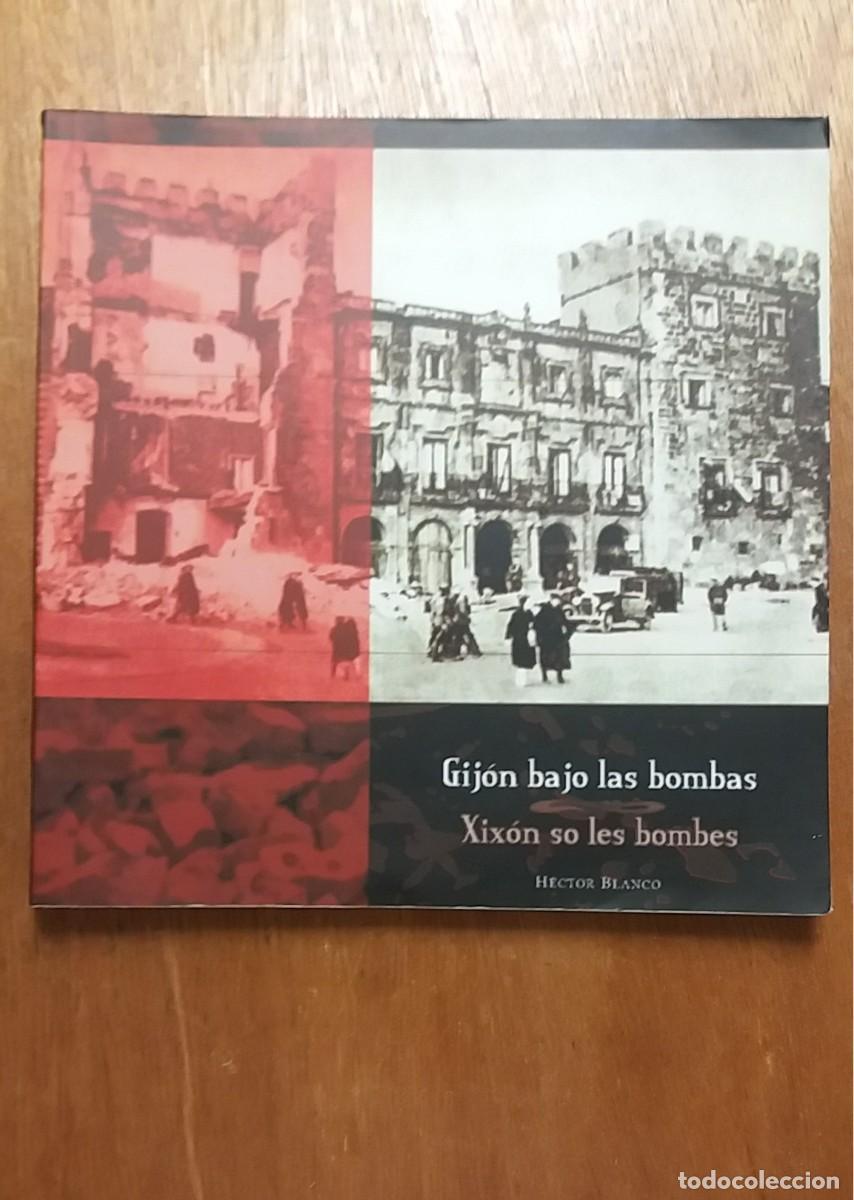 Gijón bajo las bombas
Xixón so les bombes
Héctor Blanco
todocoleccion